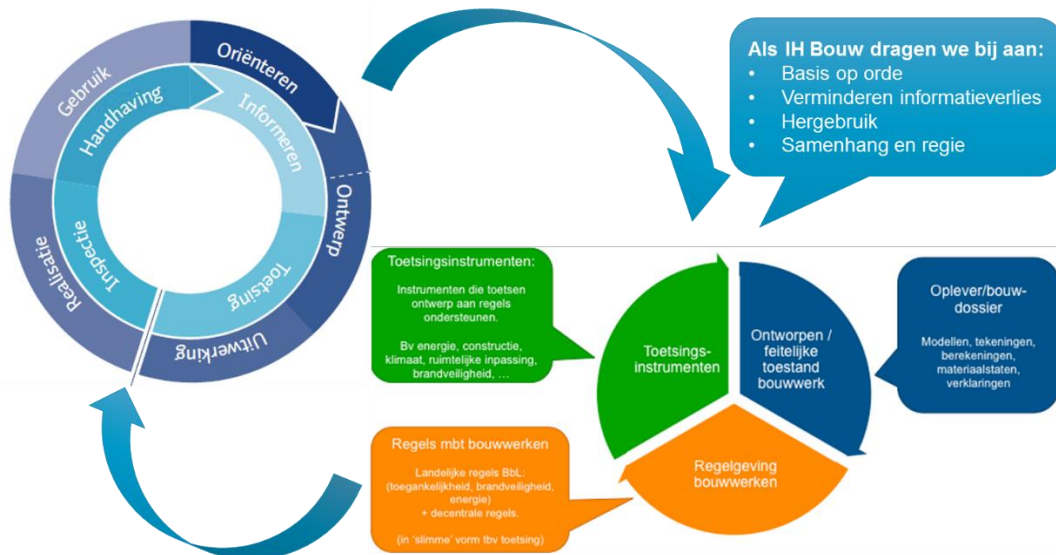 Oriënteren
Ontwerp
Uitwerking
Realisatie
Gebruik
Informeren
Toetsing
Inspectie
Handhaving
Als IH Bouw dragen we bij aan:
• Basis op orde
• Verminderen informatieverlies
• Hergebruik
• Samenhang en regie
Toetsingsinstrumenten:
Instrumenten die toetsen
ontwerp aan regels
ondersteunen.
Bv energie, constructie,
klimaat, ruimtelijke inpassing,
brandveiligheid, ...
Toetsings-
instrumenten
Ontworpen /
feitelijke
toestand
bouwwerk
Oplever/bouw-
dossier
Modellen, tekeningen,
berekeningen,
materiaalstaten,
verklaringen
Regels mbt bouwwerken
Landelijke regels BbL:
(toegankelijkheid, brandveiligheid,
energie)
+ decentrale regels.
(in 'slimme' vorm tbv toetsing)
Regelgeving
bouwwerken